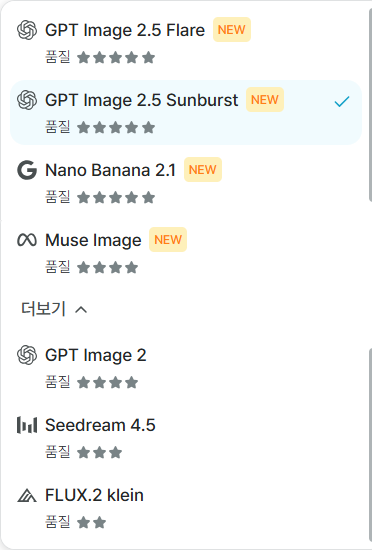 GPT Image 2.5 Flare NEW
품질 ★★★★★
GPT Image 2.5 Sunburst NEW
품질 ★★★★★
Nano Banana 2.1 NEW
품질 ★★★★★
Muse Image NEW
품질 ★★★★
더보기
GPT Image 2
품질 ★★★★
Seedream 4.5
품질 ★★★
FLUX.2 klein
품질 ★★